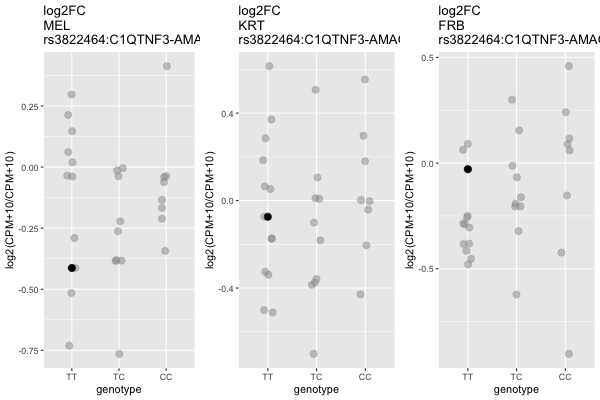 log2FC
MEL
rs3822464:C1QTNF3-AMA
log2(CPM+10/CPM+10)
0.25
0.00
-0.25
-0.50
-0.75
TT
TC
CC
genotype
log2FC
KRT
rs3822464:C1QTNF3-AMA
log2(CPM+10/CPM+10)
0.4
0.0
-0.4
TT
TC
CC
genotype
log2FC
FRB
rs3822464:C1QTNF3-AMA
log2(CPM+10/CPM+10)
0.5
0.0
-0.5
TT
TC
CC
genotype